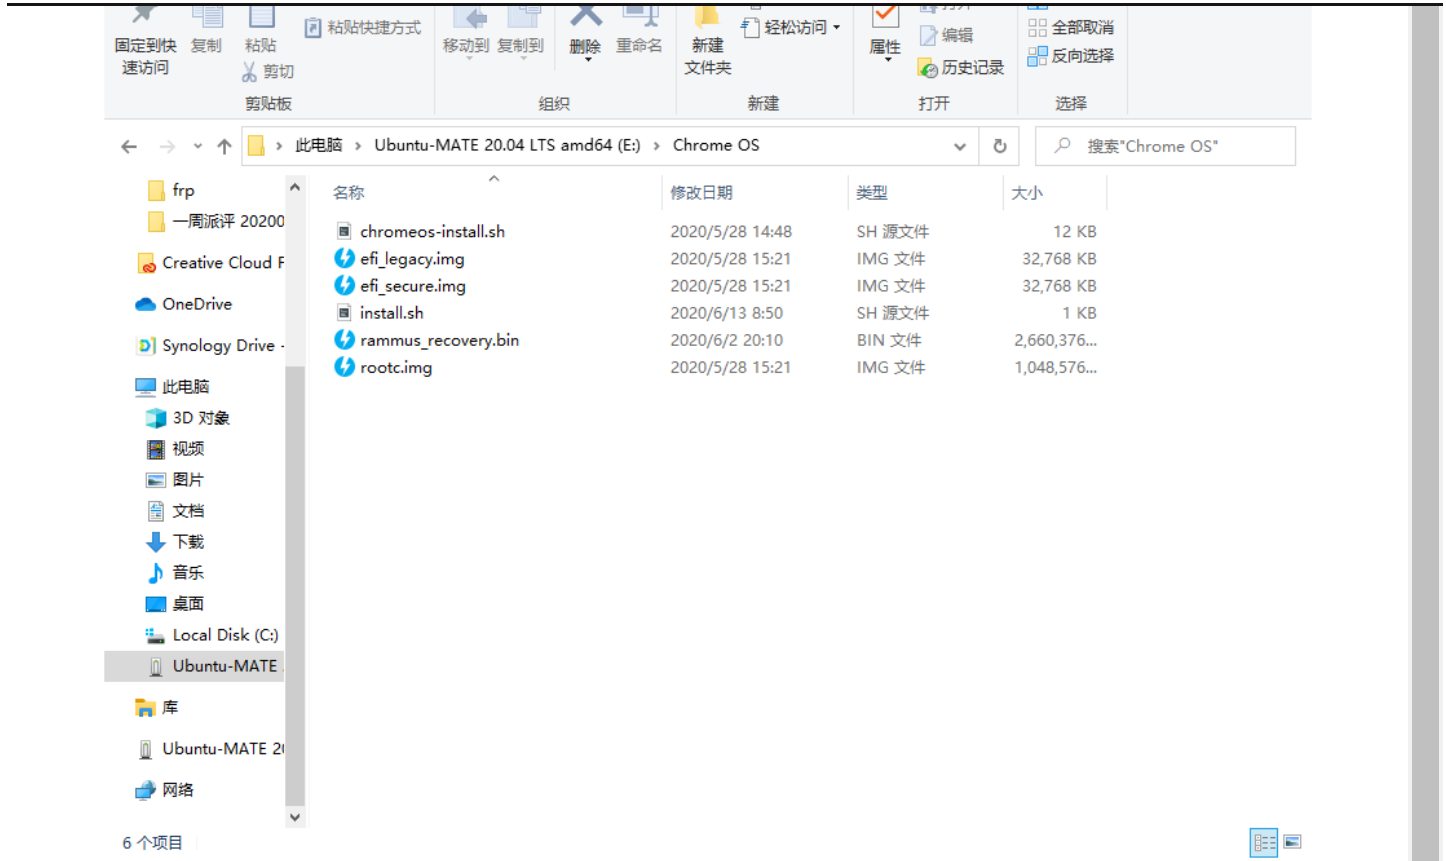 粘贴快捷方式
轻松访问
编辑
全部取消
固定到快速访问
复制
粘贴
剪切
移动到
复制到
删除
重命名
新建
文件夹
属性
历史记录
反向选择
剪贴板
组织
新建
打开
选择
此电脑 > Ubuntu-MATE 20.04 LTS amd64 (E:) > Chrome OS
搜索"Chrome OS"
frp
一周派评 20200
Creative Cloud F
OneDrive
Synology Drive -
此电脑
3D 对象
视频
图片
文档
下载
音乐
桌面
Local Disk (C:)
Ubuntu-MATE
库
Ubuntu-MATE 20
网络
名称 修改日期 类型 大小
chromeos-install.sh 2020/5/28 14:48 SH 源文件 12 KB
efi_legacy.img 2020/5/28 15:21 IMG 文件 32,768 KB
efi_secure.img 2020/5/28 15:21 IMG 文件 32,768 KB
install.sh 2020/6/13 8:50 SH 源文件 1 KB
rammus_recovery.bin 2020/6/2 20:10 BIN 文件 2,660,376...
rootc.img 2020/5/28 15:21 IMG 文件 1,048,576...
6 个项目